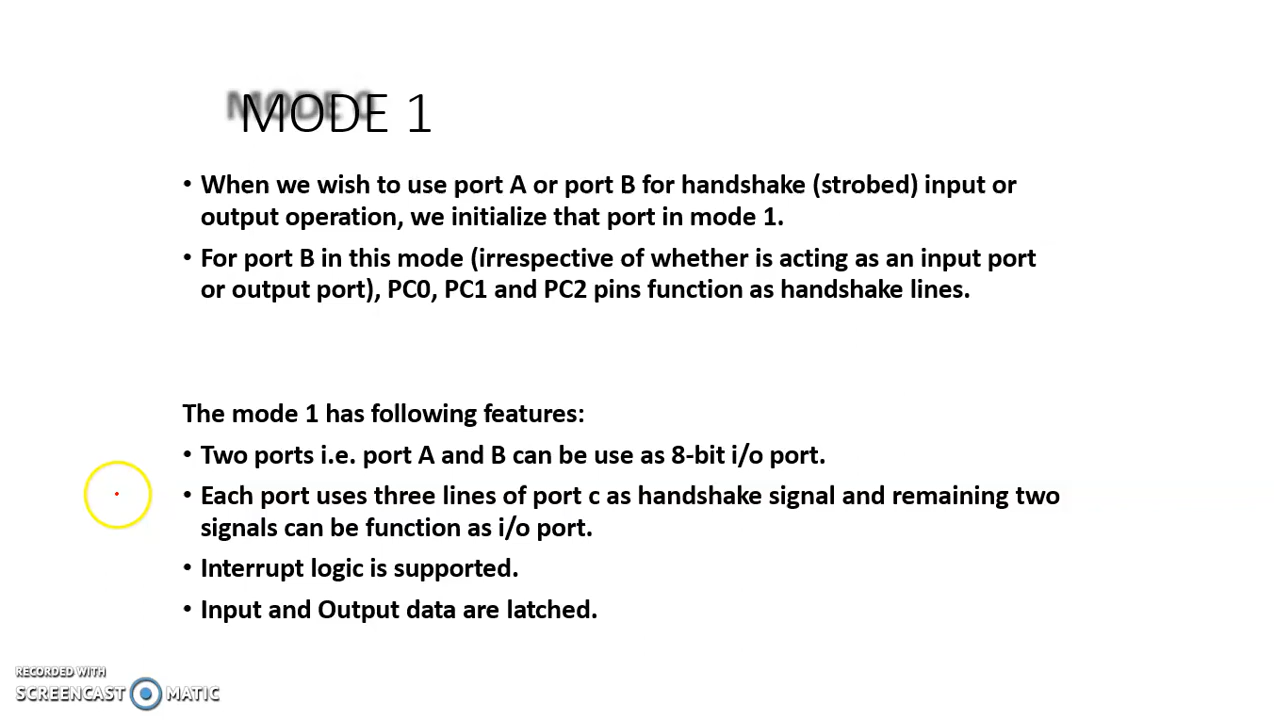 MODE 1
• When we wish to use port A or port B for handshake (strobed) input or
output operation, we initialize that port in mode 1.
• For port B in this mode (irrespective of whether is acting as an input port
or output port), PC0, PC1 and PC2 pins function as handshake lines.
The mode 1 has following features:
• Two ports i.e. port A and B can be use as 8-bit i/o port.
• Each port uses three lines of port c as handshake signal and remaining two
signals can be function as i/o port.
• Interrupt logic is supported.
• Input and Output data are latched.
RECORDED WITH
SCREENCAST MATIC